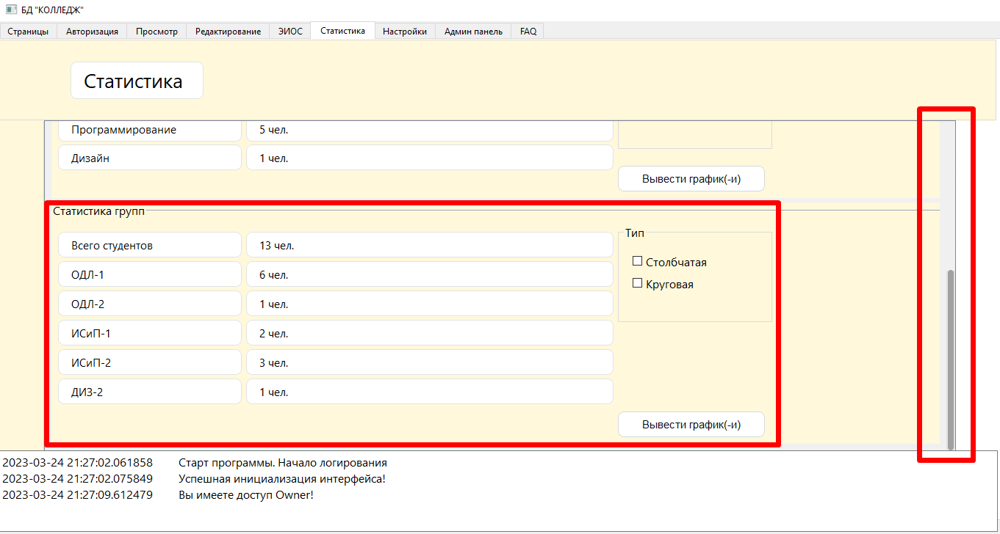 БД "КОЛЛЕДЖ"
Страницы Авторизация Просмотр Редактирование ЭИОС Статистика Настройки Админ панель FAQ
Статистика
Программирование 5 чел.
Дизайн 1 чел.
Вывести график(-и)
Статистика групп
Тип
Всего студентов 13 чел.
Столбчатая
ОДЛ-1 6 чел.
Круговая
ОДЛ-2 1 чел.
ИСиП-1 2 чел.
ИСиП-2 3 чел.
ДИЗ-2 1 чел.
Вывести график(-и)
2023-03-24 21:27:02.061858 Старт программы. Начало логирования
2023-03-24 21:27:02.075849 Успешная инициализация интерфейса!
2023-03-24 21:27:09.612479 Вы имеете доступ Owner!